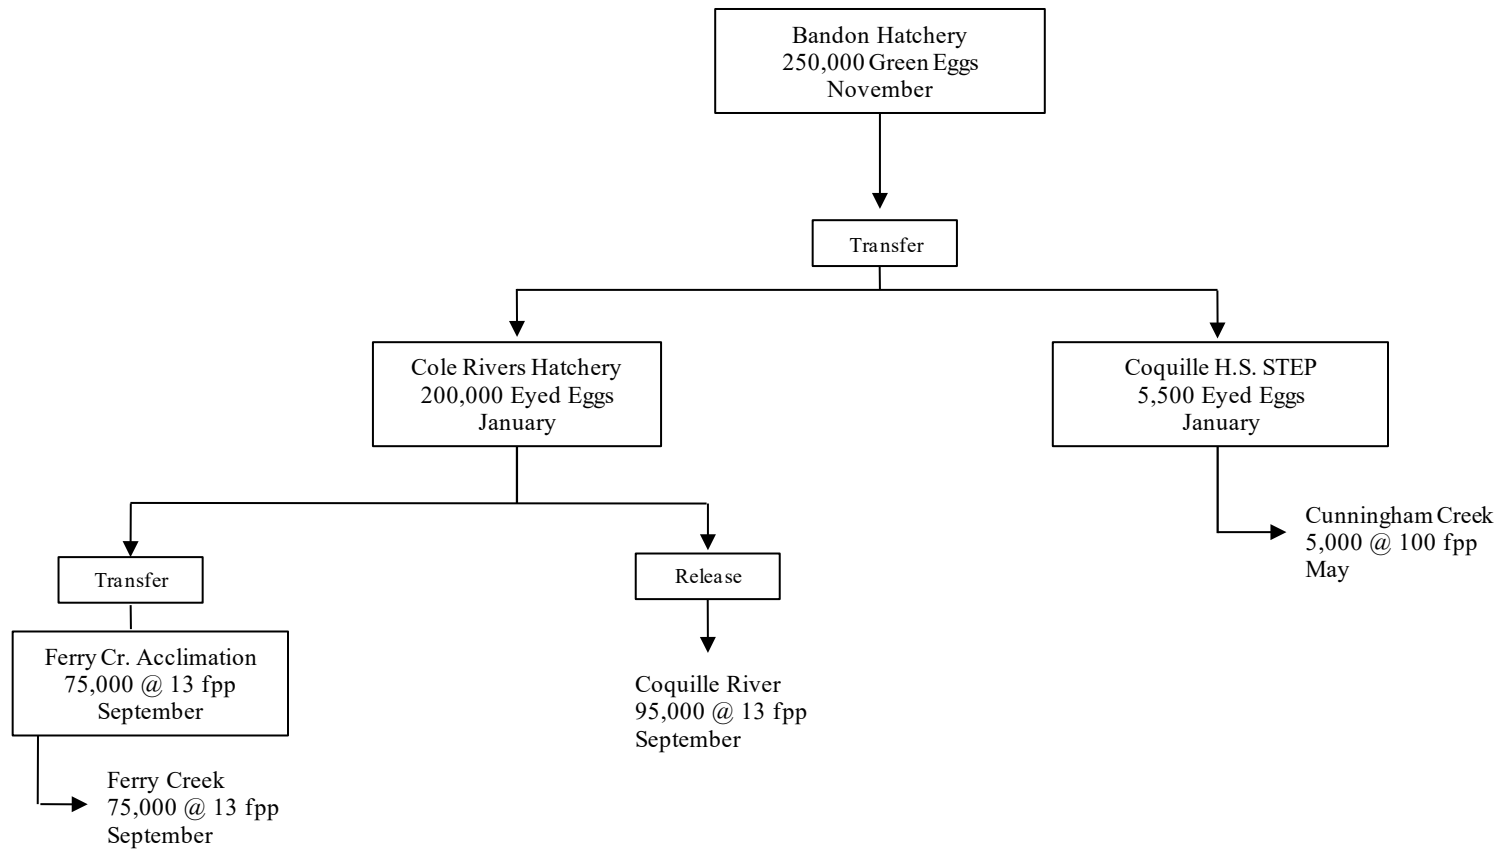 Bandon Hatchery
250,000 Green Eggs
November
Transfer
Cole Rivers Hatchery
200,000 Eyed Eggs
January
Coquille H.S. STEP
5,500 Eyed Eggs
January
Cunningham Creek
5,000 @ 100 fpp
May
Transfer
Release
Ferry Cr. Acclimation
75,000 @ 13 fpp
September
Coquille River
95,000 @ 13 fpp
September
Ferry Creek
75,000 @ 13 fpp
September